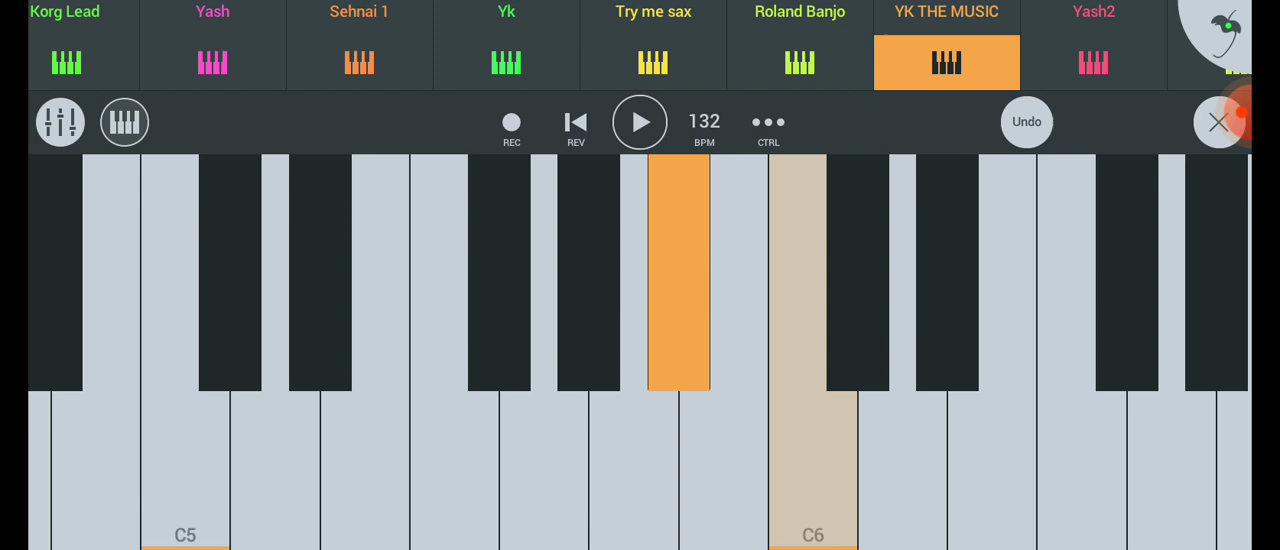 Korg Lead
Yash
Sehnai 1
Yk
Try me sax
Roland Banjo
YK THE MUSIC
Yash2
132
Undo
REC
REV
BPM
CTRL
C5
C6